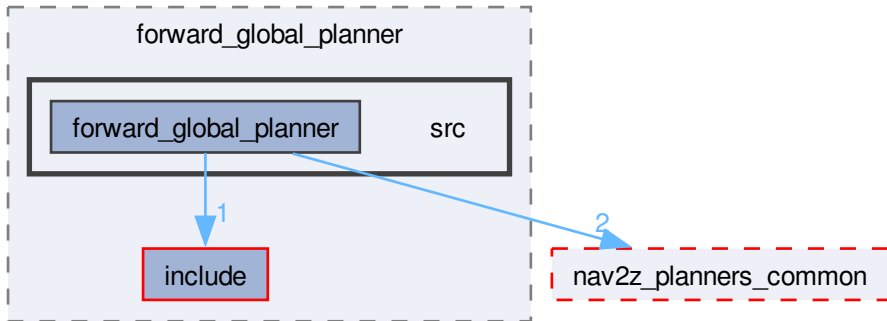 forward_global_planner
forward_global_planner
src
1
2
include
nav2z_planners_common